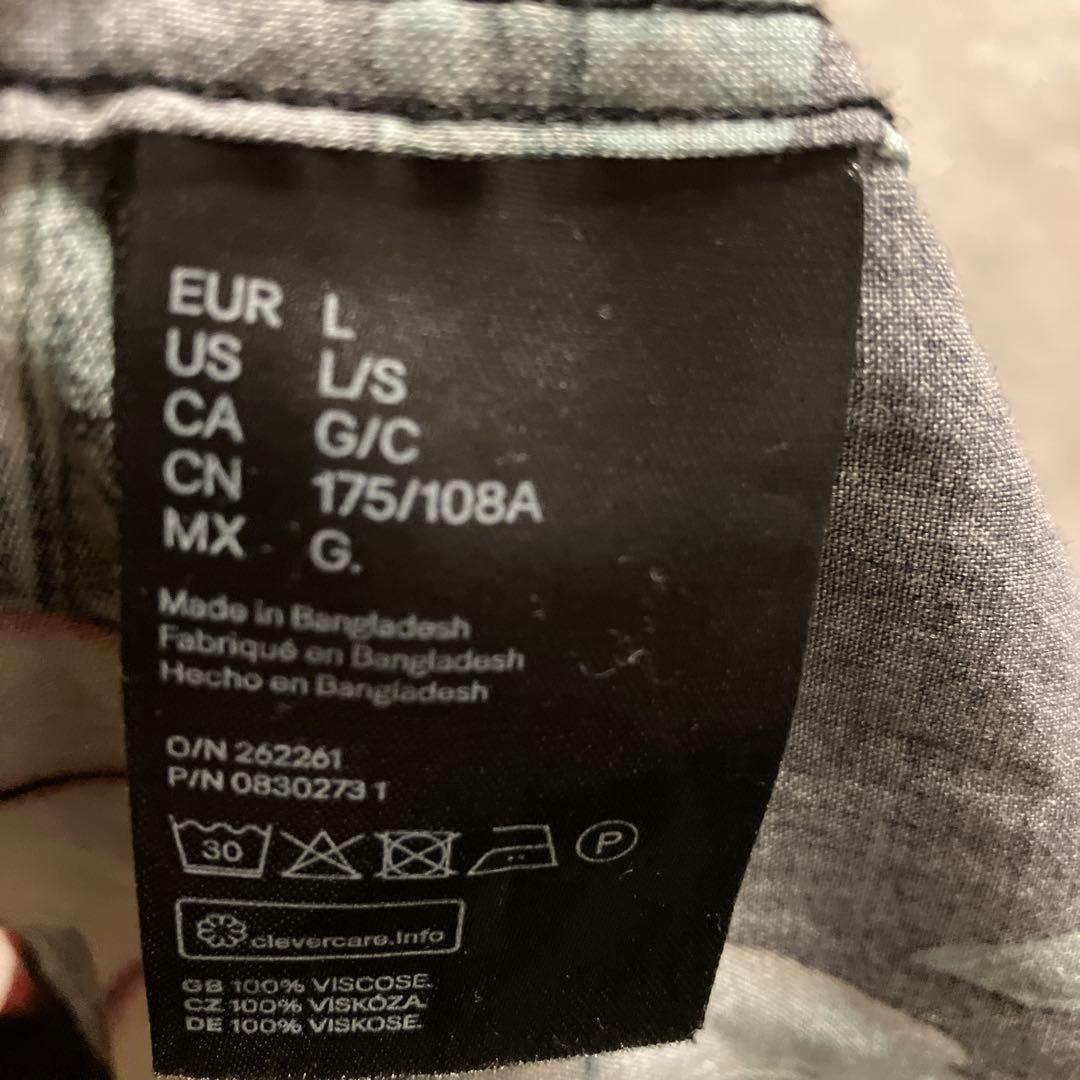 EUR L
US L/S
CA G/C
CN 175/108A
MX G.
Made in Bangladesh
Fabriqué en Bangladesh
Hecho en Bangladesh
O/N 262261
P/N 0830273 1
30 P
clevercare.info
GB 100% VISCOSE.
CZ 100% VISKÓZA.
DE 100% VISKOSE.